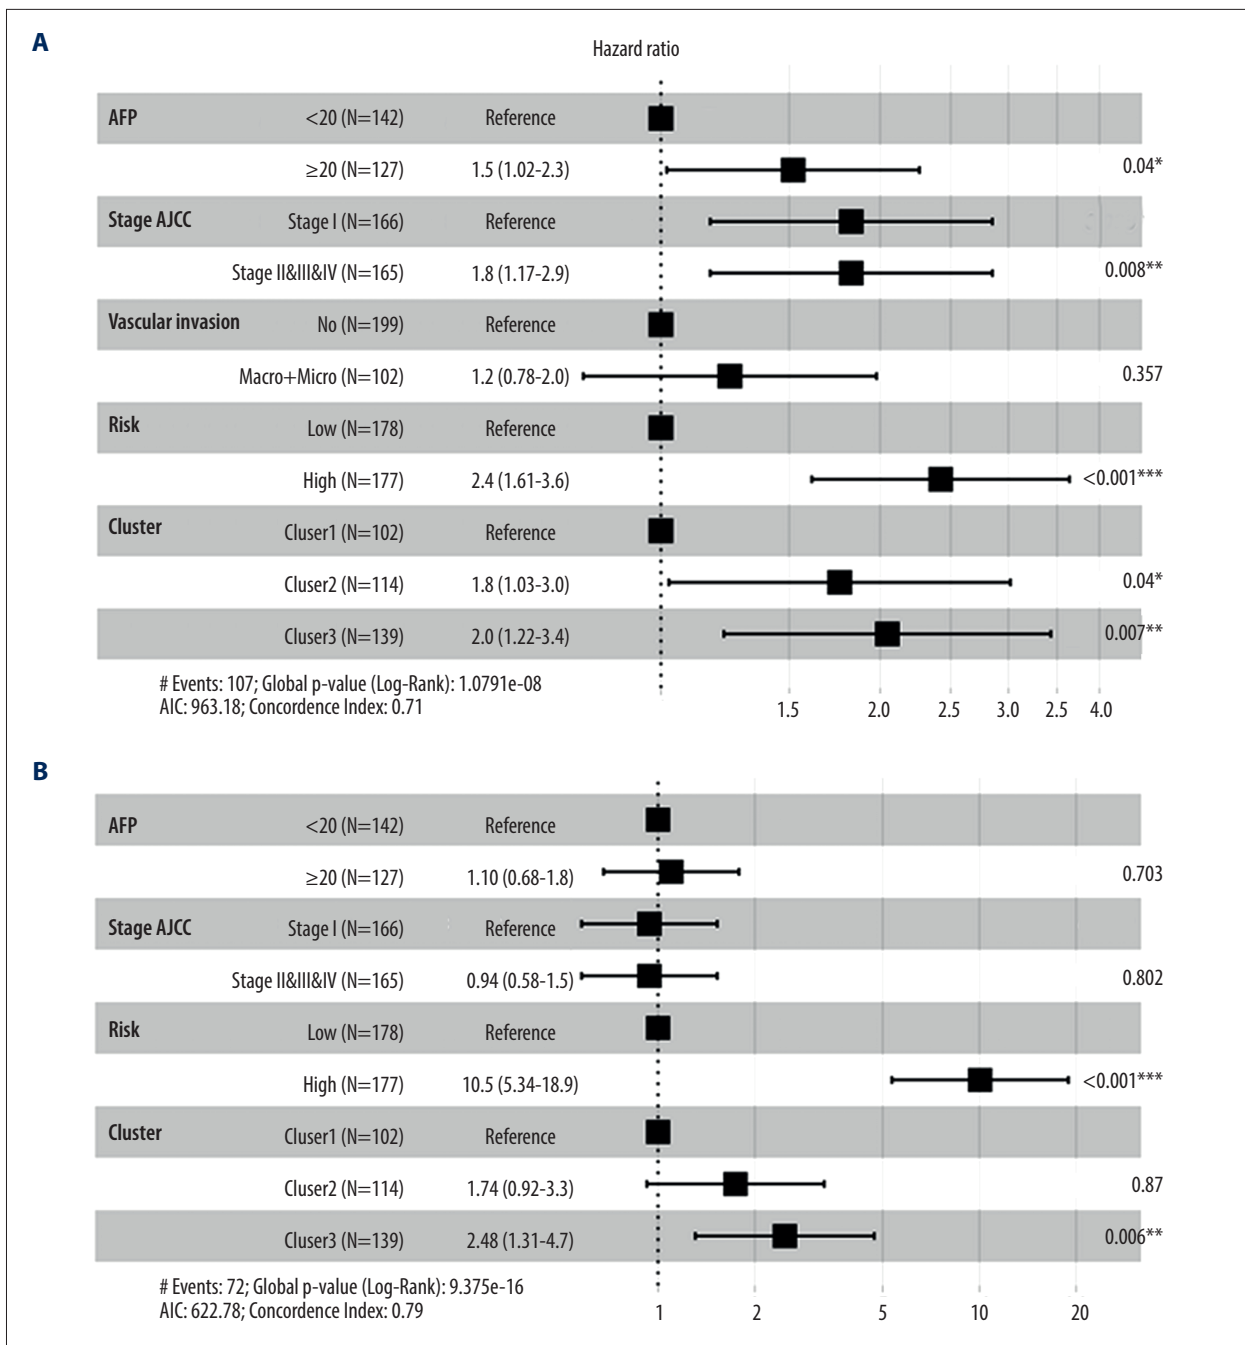 A
Hazard ratio
AFP <20 (N=142) Reference
≥20 (N=127) 1.5 (1.02-2.3) 0.04*
Stage AJCC Stage I (N=166) Reference
Stage II&III&IV (N=165) 1.8 (1.17-2.9) 0.008**
Vascular invasion No (N=199) Reference
Macro+Micro (N=102) 1.2 (0.78-2.0) 0.357
Risk Low (N=178) Reference
High (N=177) 2.4 (1.61-3.6) <0.001***
Cluster Cluser1 (N=102) Reference
Cluser2 (N=114) 1.8 (1.03-3.0) 0.04*
Cluser3 (N=139) 2.0 (1.22-3.4) 0.007**
# Events: 107; Global p-value (Log-Rank): 1.0791e-08
AIC: 963.18; Concordence Index: 0.71
1.5 2.0 2.5 3.0 2.5 4.0
B
AFP <20 (N=142) Reference
≥20 (N=127) 1.10 (0.68-1.8) 0.703
Stage AJCC Stage I (N=166) Reference
Stage II&III&IV (N=165) 0.94 (0.58-1.5) 0.802
Risk Low (N=178) Reference
High (N=177) 10.5 (5.34-18.9) <0.001***
Cluster Cluser1 (N=102) Reference
Cluser2 (N=114) 1.74 (0.92-3.3) 0.87
Cluser3 (N=139) 2.48 (1.31-4.7) 0.006**
# Events: 72; Global p-value (Log-Rank): 9.375e-16
AIC: 622.78; Concordence Index: 0.79
1 2 5 10 20